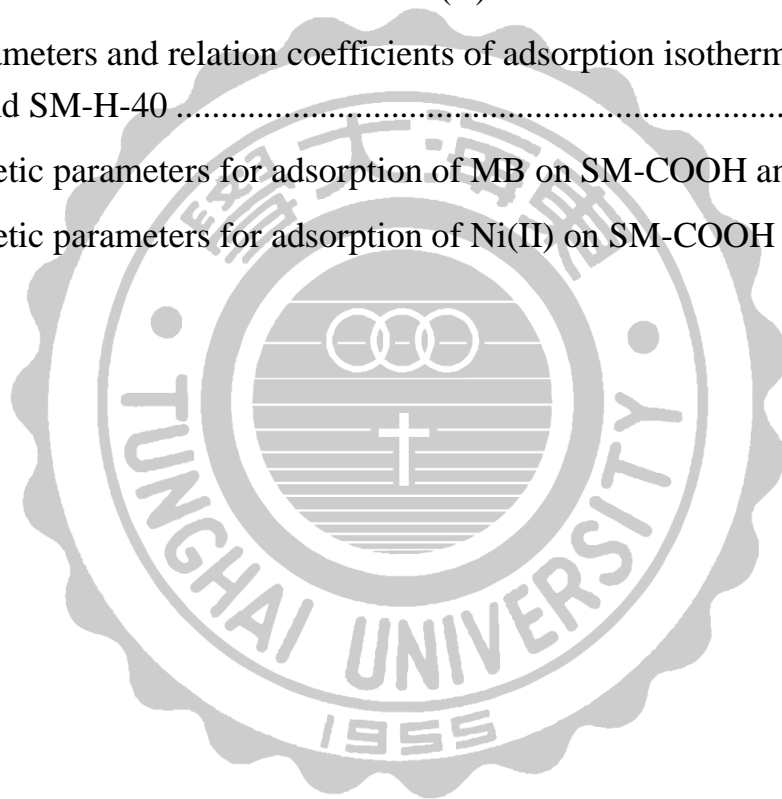 ameters and relation coefficients of adsorption isotherm
nd SM-H-40 ........................................................................
etic parameters for adsorption of MB on SM-COOH an
etic parameters for adsorption of Ni(II) on SM-COOH
學大海東
TUNGHAI UNIVERSITY
1955